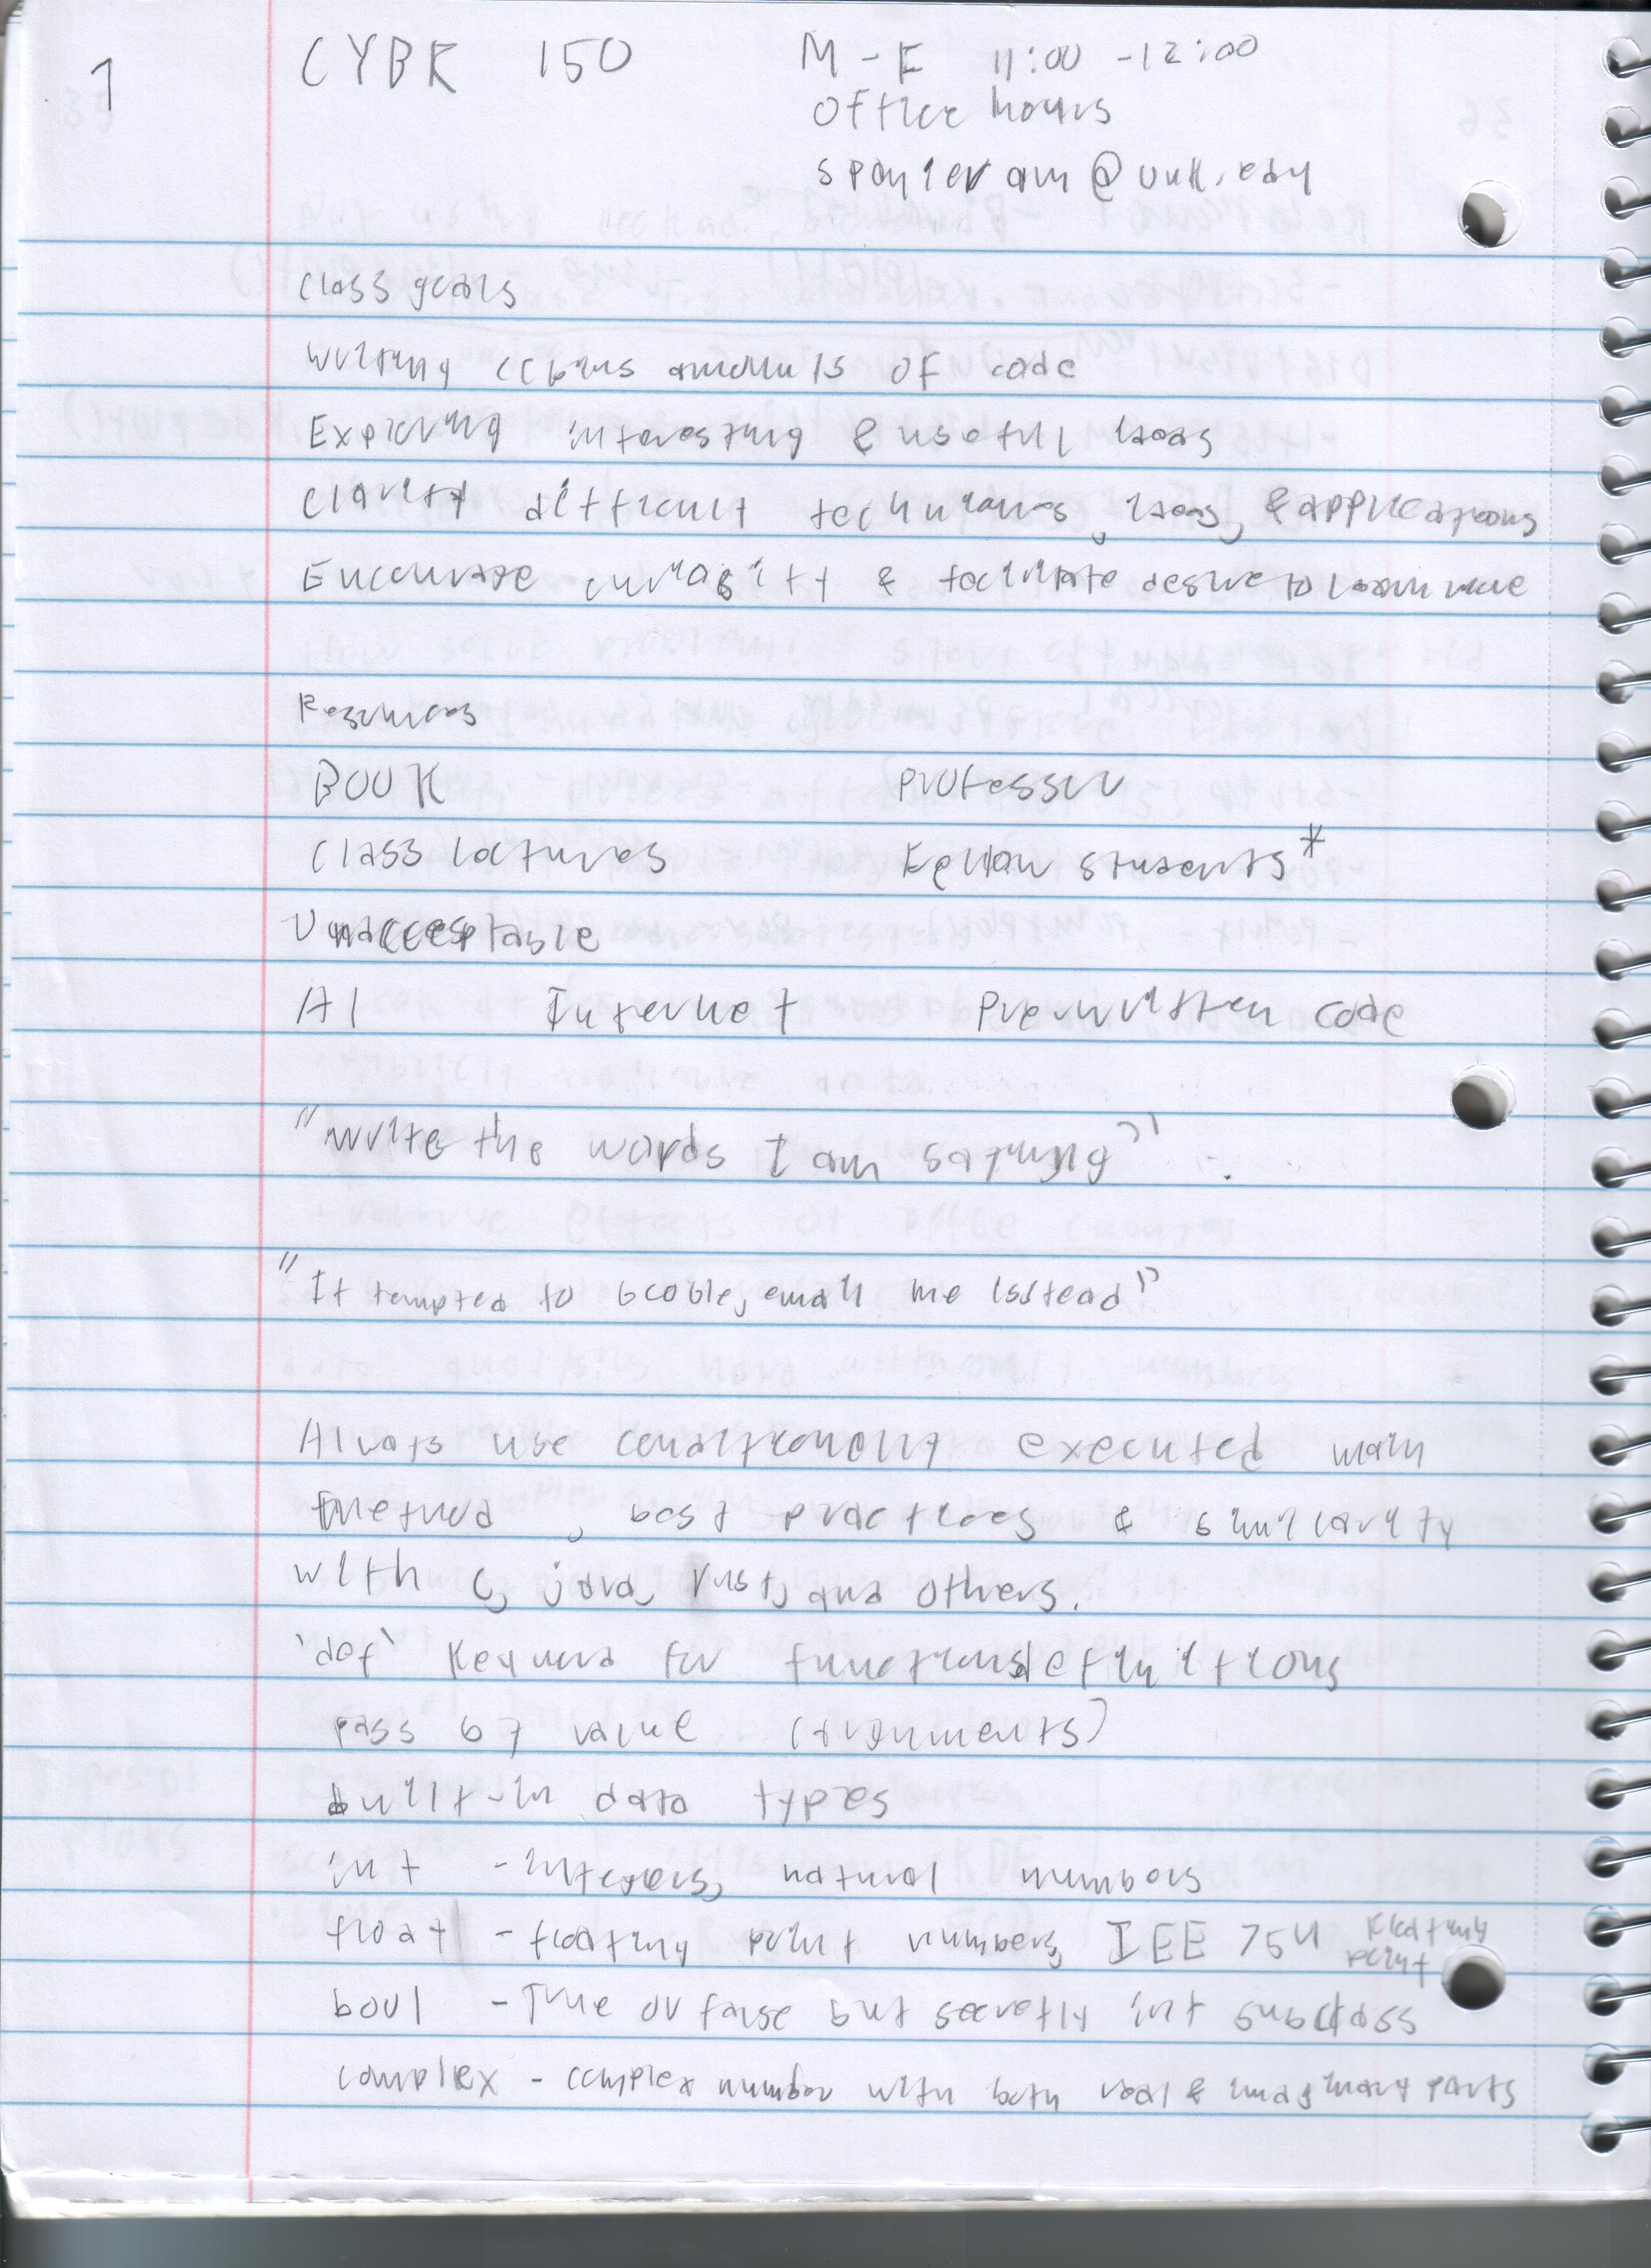 1
CYBR 150
M-F 11:00-12:00
office hours
spanieram@unk.edu
Class goals
Writing copius amounts of code
Exploring interesting & useful ideas
Clarify difficult techniques, ideas, & applications
Encourage curiosity & facilitate desire to learn more
Resources
BOOK Professor
Class lectures Fellow students*
Unacceptable
AI Internet Prewritten code
"write the words I am saying"
"If tempted to GOOGle, email me isstead"
Always use conditionally executed main
method, best practices & similarity
with C, java, rust, and others.
'def' keyword for functions definitions
pass by value (arguments)
built-in data types
int - integers, natural numbers
float - floating point numbers, IEE 754 floating
point
bool - True or false but secretly int subclass
complex - complex number with both real & imaginary parts